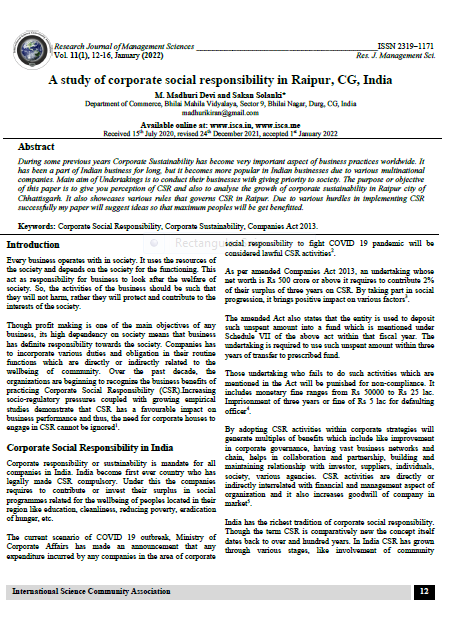 Research Journal of Management Sciences ISSN 2319–1171
Vol. 11(1), 12-16, January (2022) Res. J. Management Sci.
A study of corporate social responsibility in Raipur, CG, India
M. Madhuri Devi and Sakan Solanki*
Department of Commerce, Bhilai Mahila Vidyalaya, Sector 9, Bhilai Nagar, Durg, CG, India
madhurikiran@gmail.com
Available online at: www.isca.in, www.isca.me
Received 15th July 2020, revised 24th December 2021, accepted 1st January 2022
Abstract
During some previous years Corporate Sustainability has become very important aspect of business practices worldwide. It
has been a part of Indian business for long, but it becomes more popular in Indian businesses due to various multinational
companies. Main aim of Undertakings is to conduct their businesses with giving priority to society. The purpose or objective
of this paper is to give you perception of CSR and also to analyse the growth of corporate sustainability in Raipur city of
Chhattisgarh. It also showcases various rules that governs CSR in Raipur. Due to various hurdles in implementing CSR
successfully my paper will suggest ideas so that maximum peoples will be get benefitted.
Keywords: Corporate Social Responsibility, Corporate Sustainability, Companies Act 2013.
Introduction
Every business operates with in society. It uses the resources of
the society and depends on the society for the functioning. This
act as responsibility for business to look after the welfare of
society. So, the activities of the business should be such that
they will not harm, rather they will protect and contribute to the
interests of the society.
Though profit making is one of the main objectives of any
business, its high dependency on society means that business
has definite responsibility towards the society. Companies has
to incorporate various duties and obligation in their routine
functions which are directly or indirectly related to the
wellbeing of community. Over the past decade, the
organizations are beginning to recognize the business benefits of
practicing Corporate Social Responsibility (CSR).Increasing
socio-regulatory pressures coupled with growing empirical
studies demonstrate that CSR has a favourable impact on
business performance and thus, the need for corporate houses to
engage in CSR cannot be ignored1.
Corporate Social Responsibility in India
Corporate responsibility or sustainability is mandate for all
companies in India. India become first ever country who has
legally made CSR compulsory. Under this the companies
requires to contribute or invest their surplus in social
programmes related for the wellbeing of peoples located in their
region like education, cleanliness, reducing poverty, eradication
of hunger, etc.
The current scenario of COVID 19 outbreak, Ministry of
Corporate Affairs has made an announcement that any
expenditure incurred by any companies in the area of corporate
social responsibility to fight COVID 19 pandemic will be
considered lawful CSR activities2.
As per amended Companies Act 2013, an undertaking whose
net worth is Rs 500 crore or above it requires to contribute 2%
of their surplus of three years on CSR. By taking part in social
progression, it brings positive impact on various factors3.
The amended Act also states that the entity is used to deposit
such unspent amount into a fund which is mentioned under
Schedule VII of the above act within that fiscal year. The
undertaking is required to use such unspent amount within three
years of transfer to prescribed fund.
Those undertaking who fails to do such activities which are
mentioned in the Act will be punished for non-compliance. It
includes monetary fine ranges from Rs 50000 to Rs 25 lac.
Imprisonment of three years or fine of Rs 5 lac for defaulting
officer4.
By adopting CSR activities within corporate strategies will
generate multiples of benefits which include like improvement
in corporate governance, having vast business networks and
chain, helps in collaboration and partnership, building and
maintaining relationship with investor, suppliers, individuals,
society, various agencies. CSR activities are directly or
indirectly interrelated with financial and management aspect of
organization and it also increases goodwill of company in
market5.
India has the richest tradition of corporate social responsibility.
Though the term CSR is comparatively new the concept itself
dates back to over and hundred years. In India CSR has grown
through various stages, like involvement of community
International Science Community Association 12